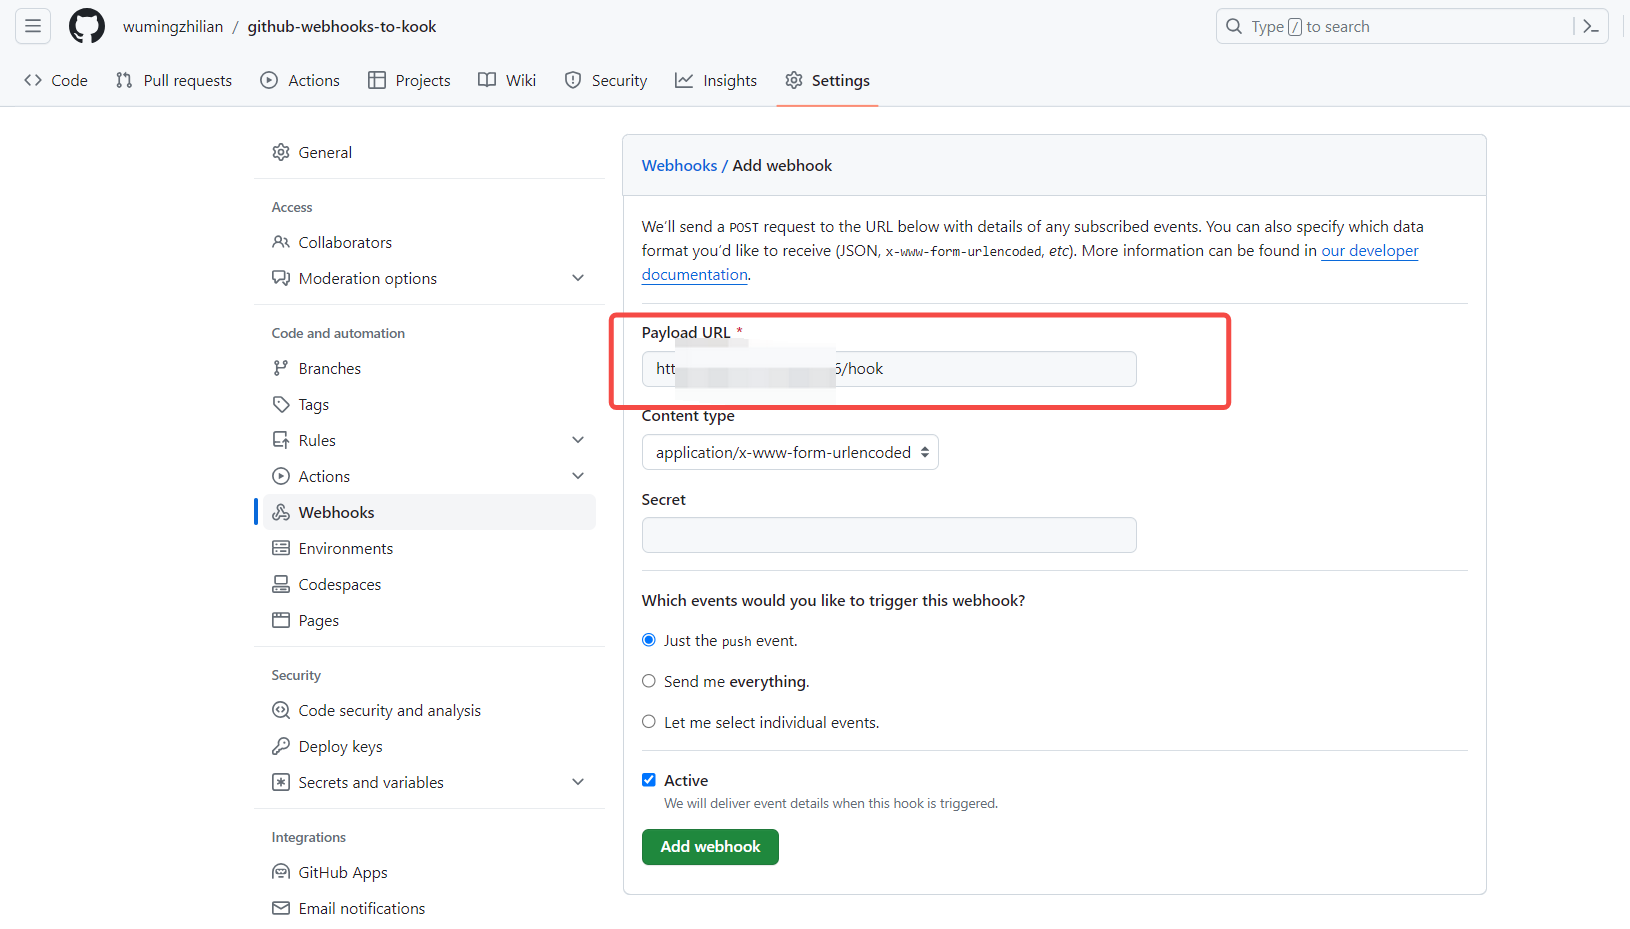 wumingzhilian / github-webhooks-to-kook
Type / to search
Code Pull requests Actions Projects Wiki Security Insights Settings
General
Access
Collaborators
Moderation options
Code and automation
Branches
Tags
Rules
Actions
Webhooks
Environments
Codespaces
Pages
Security
Code security and analysis
Deploy keys
Secrets and variables
Integrations
GitHub Apps
Email notifications
Webhooks / Add webhook
We'll send a POST request to the URL below with details of any subscribed events. You can also specify which data
format you'd like to receive (JSON, x-www-form-urlencoded, etc). More information can be found in our developer
documentation.
Payload URL *
htt 6/hook
Content type
application/x-www-form-urlencoded
Secret
Which events would you like to trigger this webhook?
Just the push event.
Send me everything.
Let me select individual events.
Active
We will deliver event details when this hook is triggered.
Add webhook